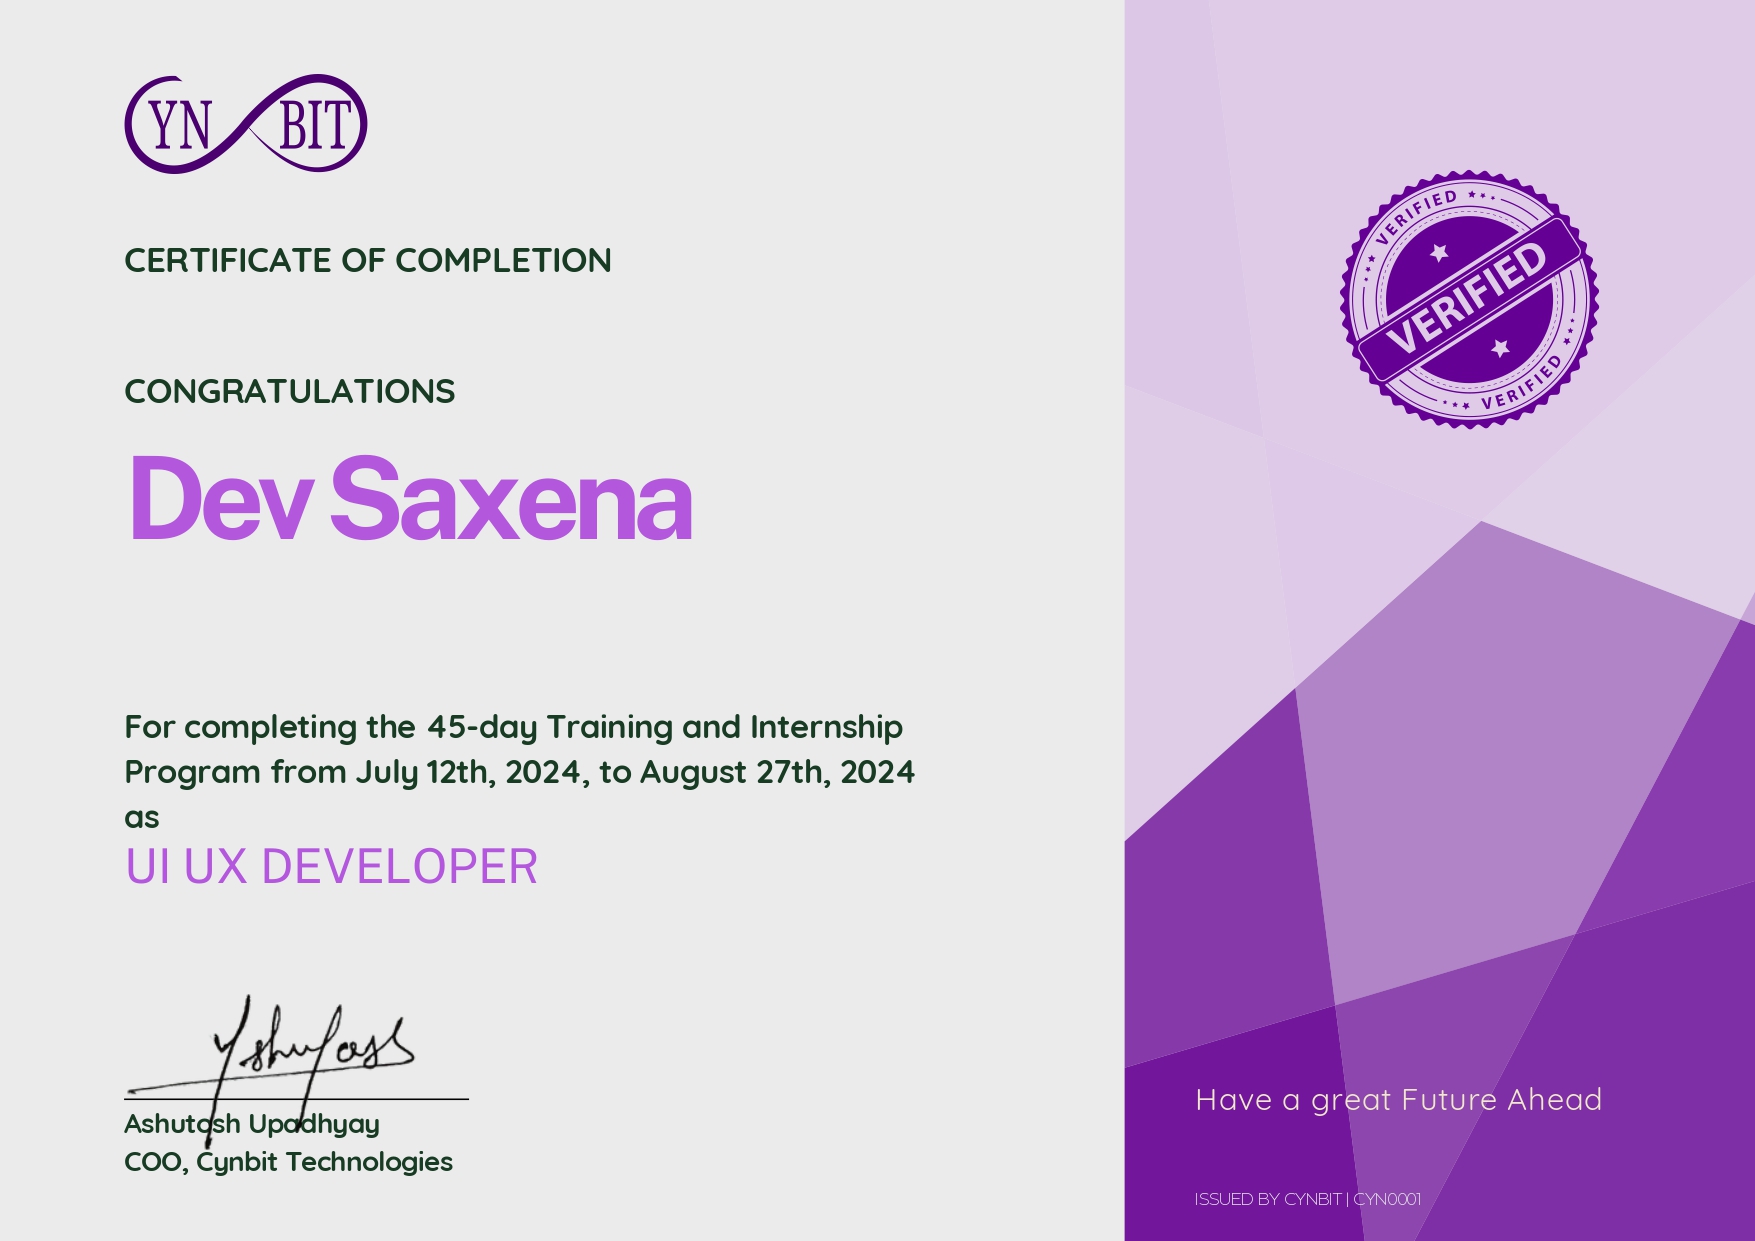 CYN BIT
CERTIFICATE OF COMPLETION
CONGRATULATIONS
Dev Saxena
For completing the 45-day Training and Internship
Program from July 12th, 2024, to August 27th, 2024
as
UI UX DEVELOPER
Ashutosh Upadhyay
COO, Cynbit Technologies
VERIFIED
VERIFIED
VERIFIED
Have a great Future Ahead
ISSUED BY CYNBIT | CYN0001